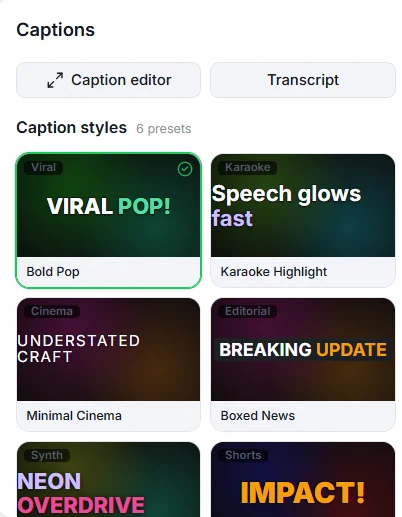 Captions
Caption editor
Transcript
Caption styles 6 presets
Viral
VIRAL POP!
Bold Pop
Karaoke
Speech glows
fast
Karaoke Highlight
Cinema
UNDERSTATED
CRAFT
Minimal Cinema
Editorial
BREAKING UPDATE
Boxed News
Synth
NEON
OVERDRIVE
Shorts
IMPACT!